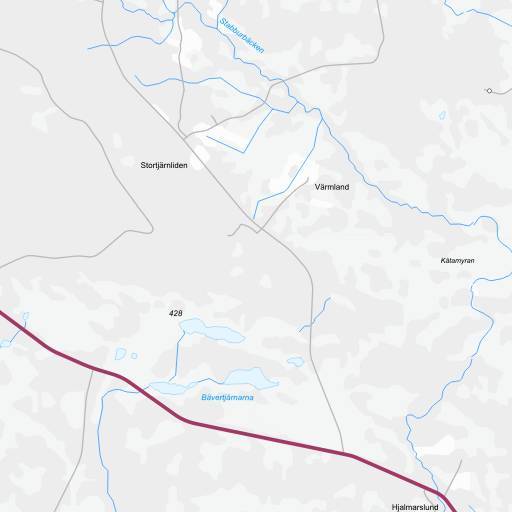 Stabburbäcken
Stortjärnliden
Värmland
Kåtamyran
428
Bävertjärnarna
Hjalmarslund